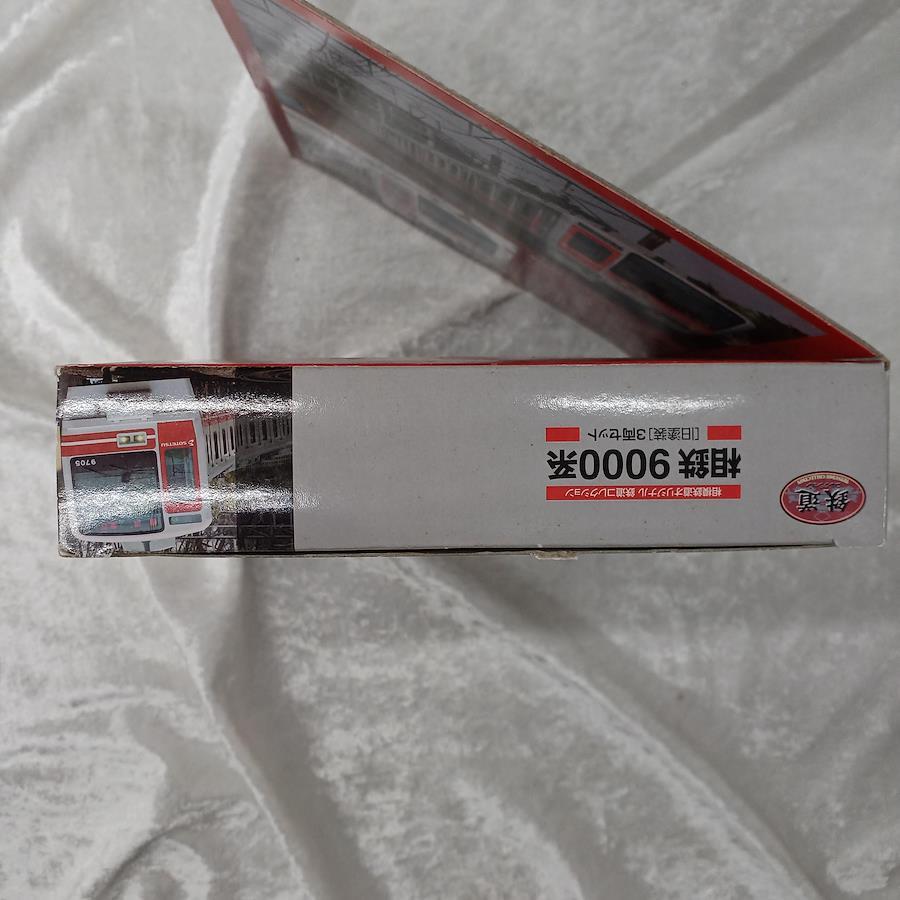 相模鉄道オリジナル 鉄道コレクション
相鉄 9000系
[旧塗装]3両セット
鉄道
SOTETSU
9705